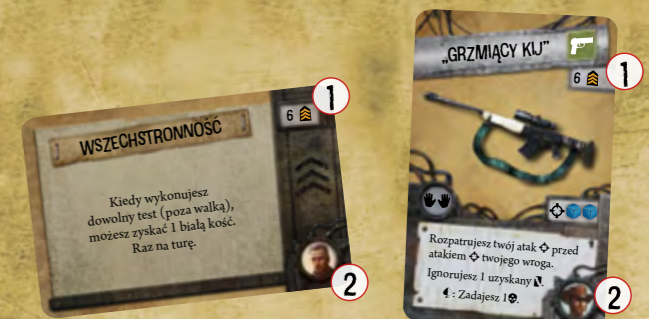 WSZECHSTRONNOŚĆ
6
1
Kiedy wykonujesz
dowolny test (poza walką),
możesz zyskać 1 białą kość.
Raz na turę.
2
„GRZMIĄCY KIJ”
6
1
Rozpatrujesz twój atak przed
atakiem twojego wroga.
Ignorujesz 1 uzyskany .
: Zadajesz 1 .
2